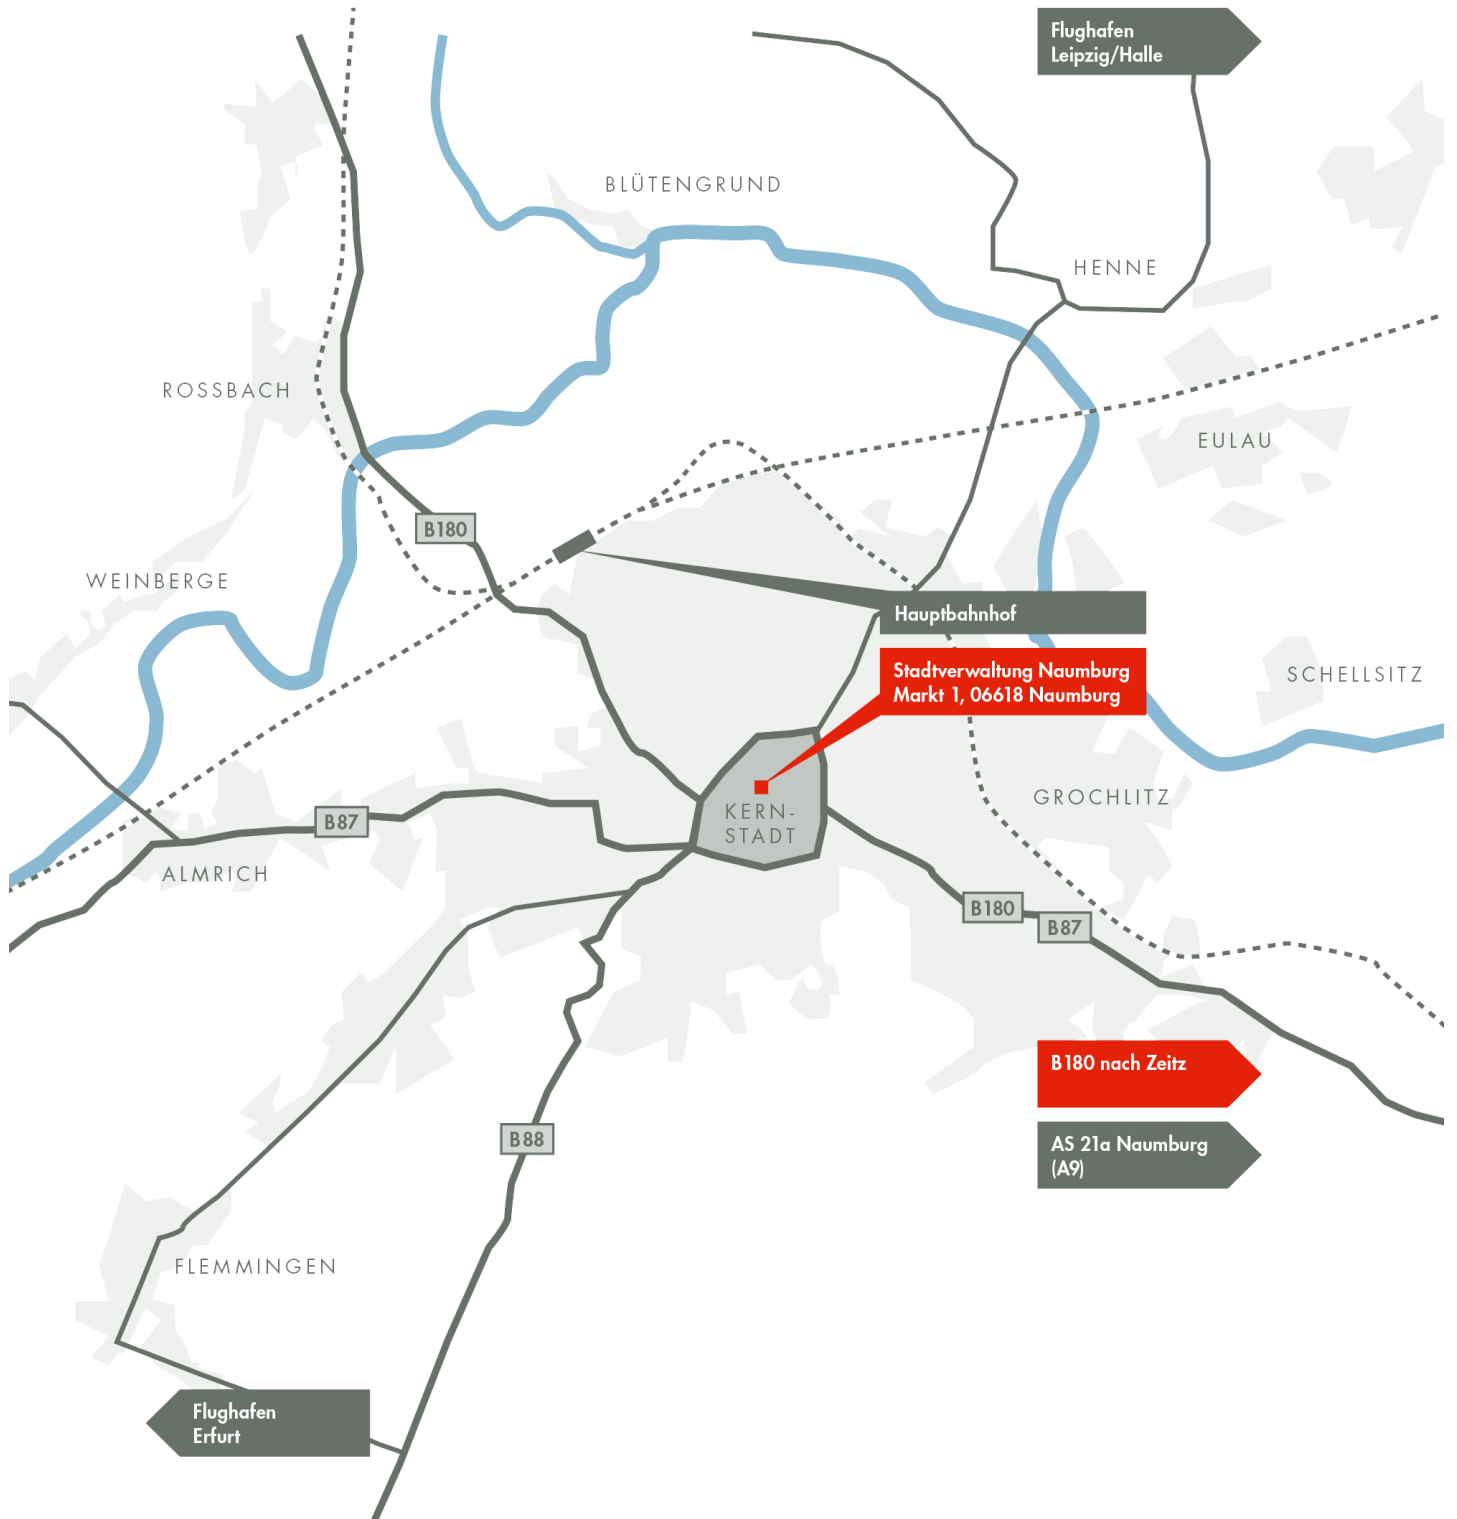 Flughafen
Leipzig/Halle
BLÜTENGRUND
HENNE
ROSSBACH
EULAU
B180
WEINBERGE
Hauptbahnhof
Stadtverwaltung Naumburg
Markt 1, 06618 Naumburg
SCHELLSITZ
GROCHLITZ
KERN-
STADT
B87
ALMRICH
B180
B87
B180 nach Zeitz
B88
AS 21a Naumburg
(A9)
FLEMMINGEN
Flughafen
Erfurt